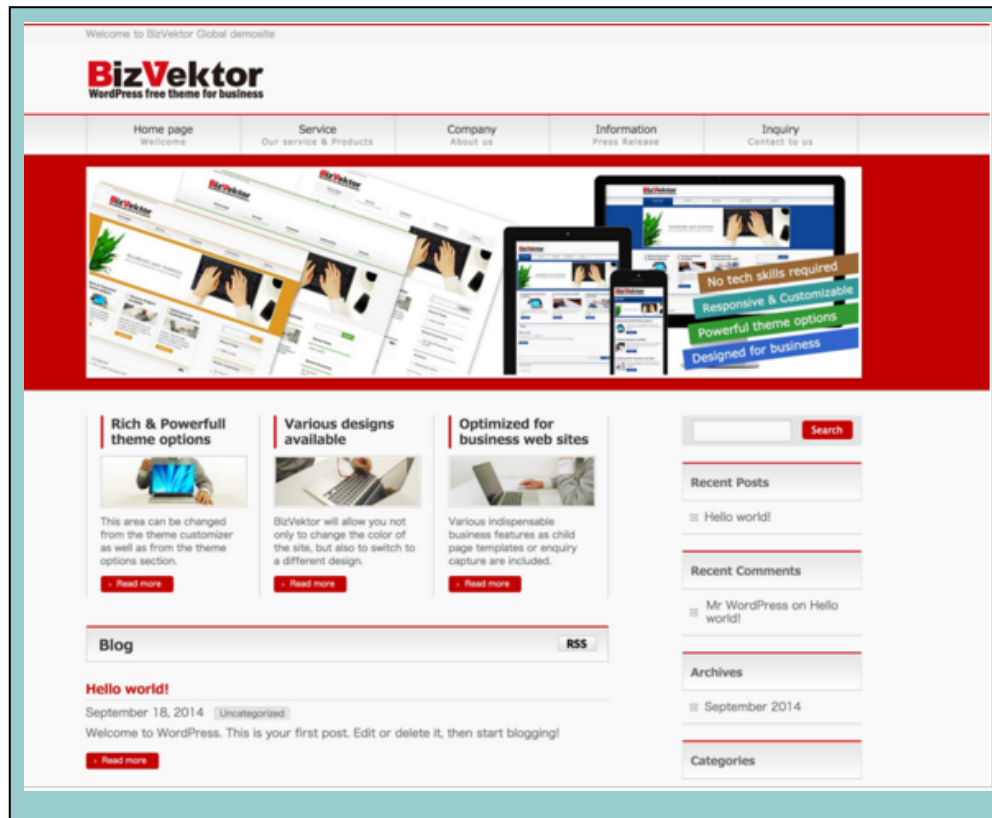 Welcome to BizVektor Global demosite
BizVektor
WordPress free theme for business
Home page
Wellcome
Service
Our service & Products
Company
About us
Information
Press Release
Inquiry
Contact to us
BizVektor
BizVektor
BizVektor
BizVektor
BizVektor
No tech skills required
Responsive & Customizable
Powerful theme options
Designed for business
Rich & Powerfull
theme options
This area can be changed
from the theme customizer
as well as from the theme
options section.
Read more
Various designs
available
BizVektor will allow you not
only to change the color of
the site, but also to switch to
a different design.
Read more
Optimized for
business web sites
Various indispensable
business features as child
page templates or enquiry
capture are included.
Read more
Blog
RSS
Hello world!
September 18, 2014 Uncategorized
Welcome to WordPress. This is your first post. Edit or delete it, then start blogging!
Read more
Search
Recent Posts
Hello world!
Recent Comments
Mr WordPress on Hello
world!
Archives
September 2014
Categories